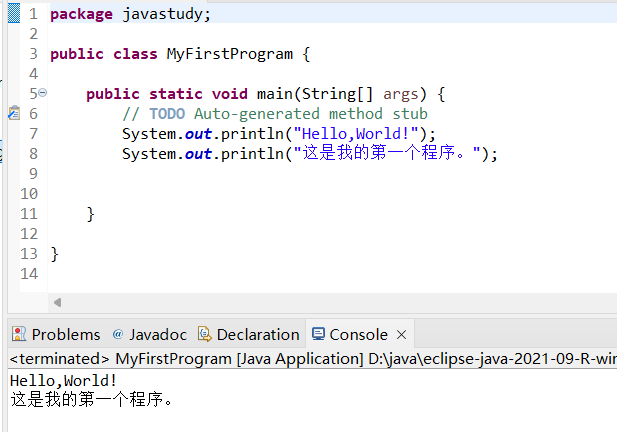 1 package javastudy;
2
3 public class MyFirstProgram {
4
5     public static void main(String[] args) {
6         // TODO Auto-generated method stub
7         System.out.println("Hello,World!");
8         System.out.println("这是我的第一个程序。");
9
10
11     }
12
13 }
14
Problems @ Javadoc Declaration Console
<terminated> MyFirstProgram [Java Application] D:\java\eclipse-java-2021-09-R-wi
Hello,World!
这是我的第一个程序。